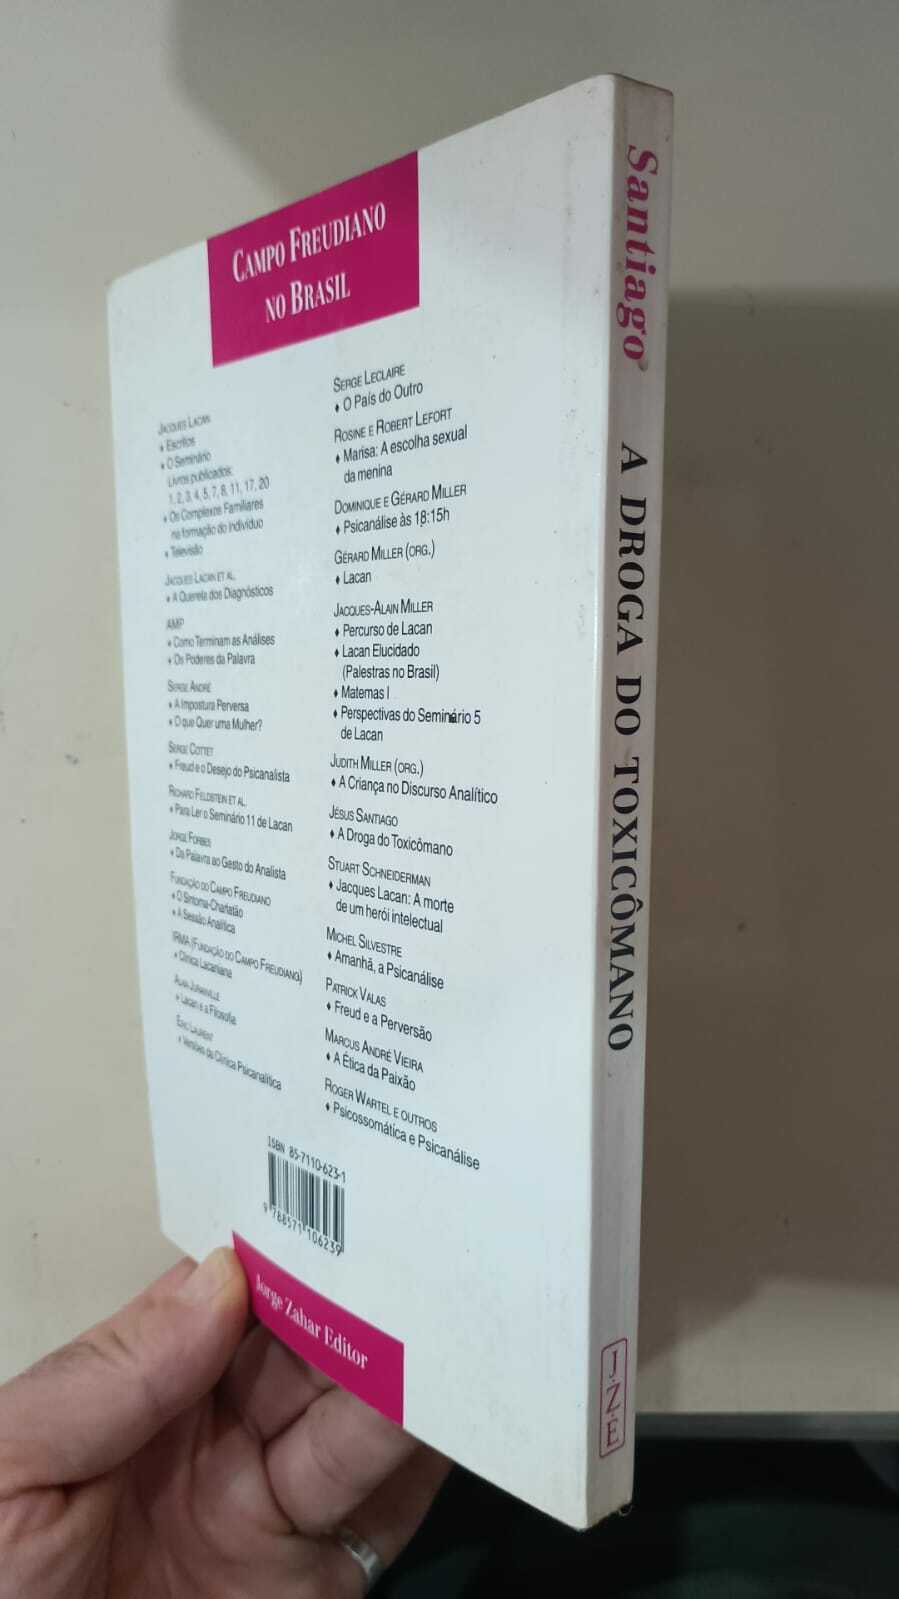 CAMPO FREUDIANO
NO BRASIL
JACQUES LACAN
♦ Escritos
♦ O Seminário
Livros publicados:
1, 2, 3, 4, 5, 7, 8, 11, 17, 20
♦ Os Complexos Familiares
na formação do indivíduo
♦ Televisão
JACQUES LACAN ET AL.
♦ A Querela dos Diagnósticos
AMP
♦ Como Terminam as Análises
♦ Os Poderes da Palavra
SERGE ANDRÉ
♦ A Impostura Perversa
♦ O que Quer uma Mulher?
SERGE COTTET
♦ Freud e o Desejo do Psicanalista
RICHARD FELDSTEIN ET AL.
♦ Para Ler o Seminário 11 de Lacan
JORGE FORBES
♦ Da Palavra ao Gesto do Analista
FUNDAÇÃO DO CAMPO FREUDIANO
♦ O Sintoma-Charlatão
♦ A Sessão Analítica
IRMA (FUNDAÇÃO DO CAMPO FREUDIANO)
♦ Clínica Lacaniana
ALAIN JURANVILLE
♦ Lacan e a Filosofia
ÉRIC LAURENT
♦ Versões da Clínica Psicanalítica
SERGE LECLAIRE
♦ O País do Outro
ROSINE E ROBERT LEFORT
♦ Marisa: A escolha sexual
da menina
DOMINIQUE E GÉRARD MILLER
♦ Psicanálise às 18:15h
GÉRARD MILLER (ORG.)
♦ Lacan
JACQUES-ALAIN MILLER
♦ Percurso de Lacan
♦ Lacan Elucidado
(Palestras no Brasil)
♦ Matemas I
♦ Perspectivas do Seminário 5
de Lacan
JUDITH MILLER (ORG.)
♦ A Criança no Discurso Analítico
JÉSUS SANTIAGO
♦ A Droga do Toxicômano
STUART SCHNEIDERMAN
♦ Jacques Lacan: A morte
de um herói intelectual
MICHEL SILVESTRE
♦ Amanhã, a Psicanálise
PATRICK VALAS
♦ Freud e a Perversão
MARCUS ANDRÉ VIEIRA
♦ A Ética da Paixão
ROGER WARTEL E OUTROS
♦ Psicossomática e Psicanálise
ISBN 85-7110-623-1
9 788571 106239
Jorge Zahar Editor
Santiago A DROGA DO TOXICÔMANO
J·Z·E